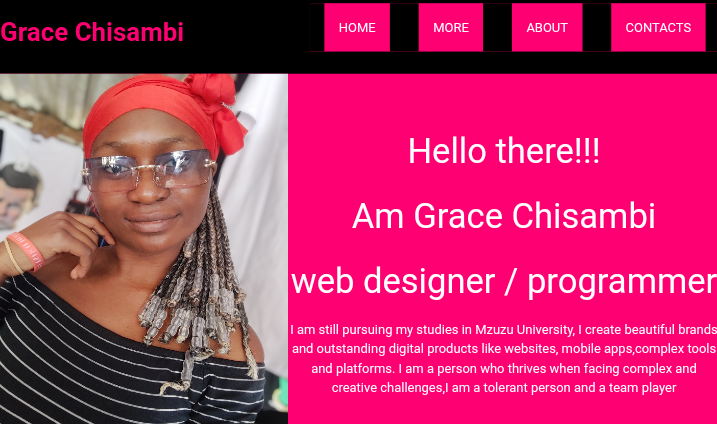 Grace Chisambi
HOME
MORE
ABOUT
CONTACTS
Hello there!!!
Am Grace Chisambi
web designer / programmer
I am still pursuing my studies in Mzuzu University, I create beautiful brands
and outstanding digital products like websites, mobile apps,complex tools
and platforms. I am a person who thrives when facing complex and
creative challenges,I am a tolerant person and a team player